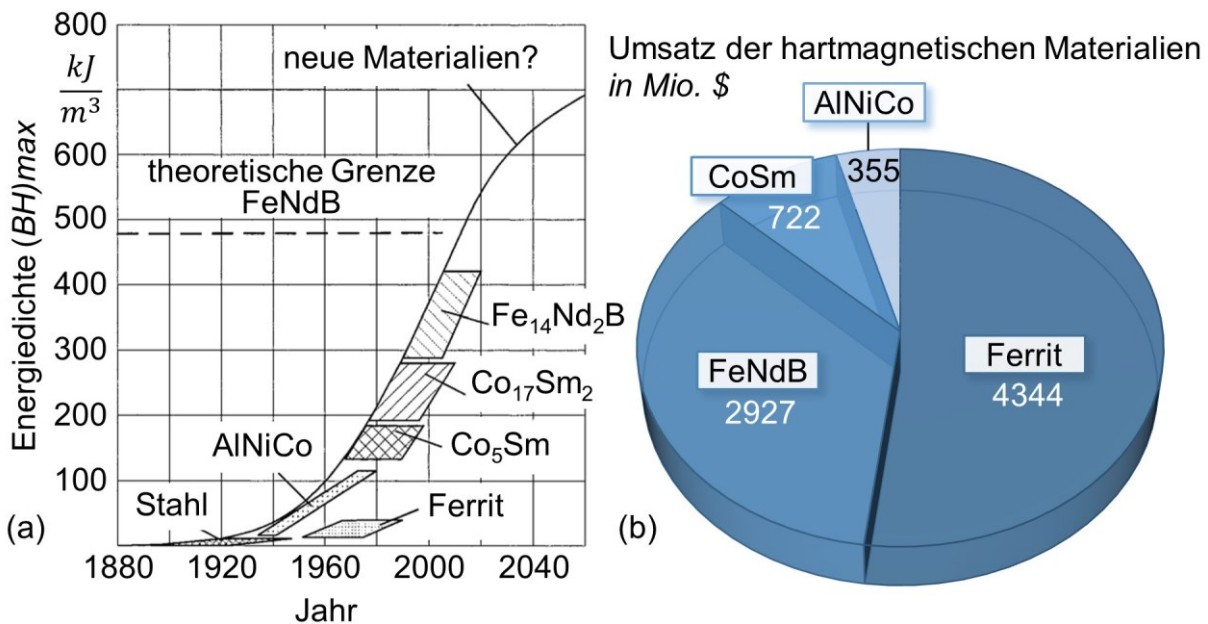 800
kJ
m³
600
500
400
300
200
100
Energiedichte (BH)max
neue Materialien?
theoretische Grenze
FeNdB
Fe₁₄Nd₂B
Co₁₇Sm₂
Co₅Sm
AlNiCo
Stahl
Ferrit
(a)
1880 1920 1960 2000 2040
Jahr
Umsatz der hartmagnetischen Materialien
in Mio. $
AlNiCo
355
CoSm
722
FeNdB
2927
Ferrit
4344
(b)